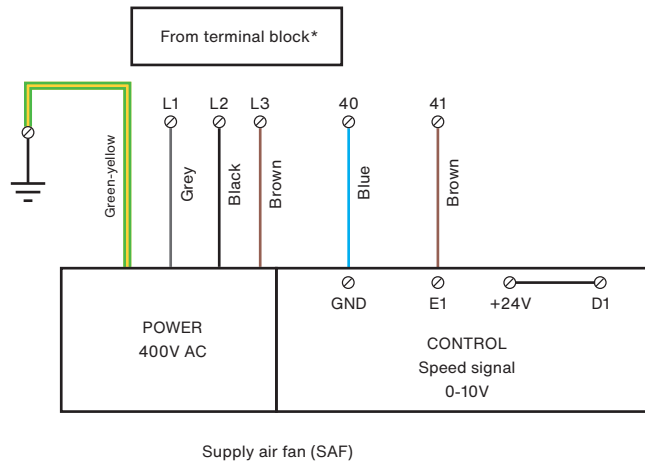 From terminal block*
L1 L2 L3 40 41
Green-yellow
Grey
Black
Brown
Blue
Brown
GND E1 +24V D1
POWER
400V AC
CONTROL
Speed signal
0-10V
Supply air fan (SAF)